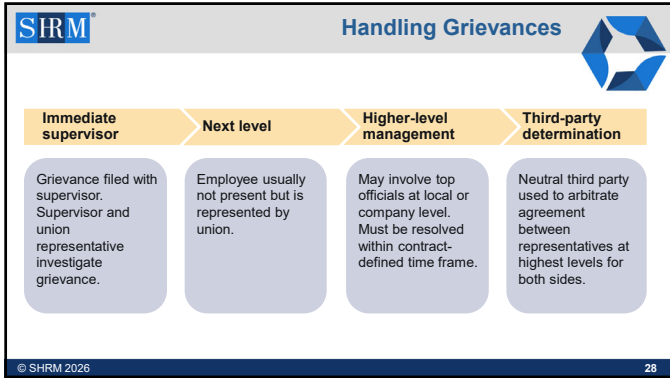 SHRM®
Handling Grievances
Immediate
supervisor
Next level
Higher-level
management
Third-party
determination
Grievance filed with
supervisor.
Supervisor and
union
representative
investigate
grievance.
Employee usually
not present but is
represented by
union.
May involve top
officials at local or
company level.
Must be resolved
within contract-
defined time frame.
Neutral third party
used to arbitrate
agreement
between
representatives at
highest levels for
both sides.
© SHRM 2026
28